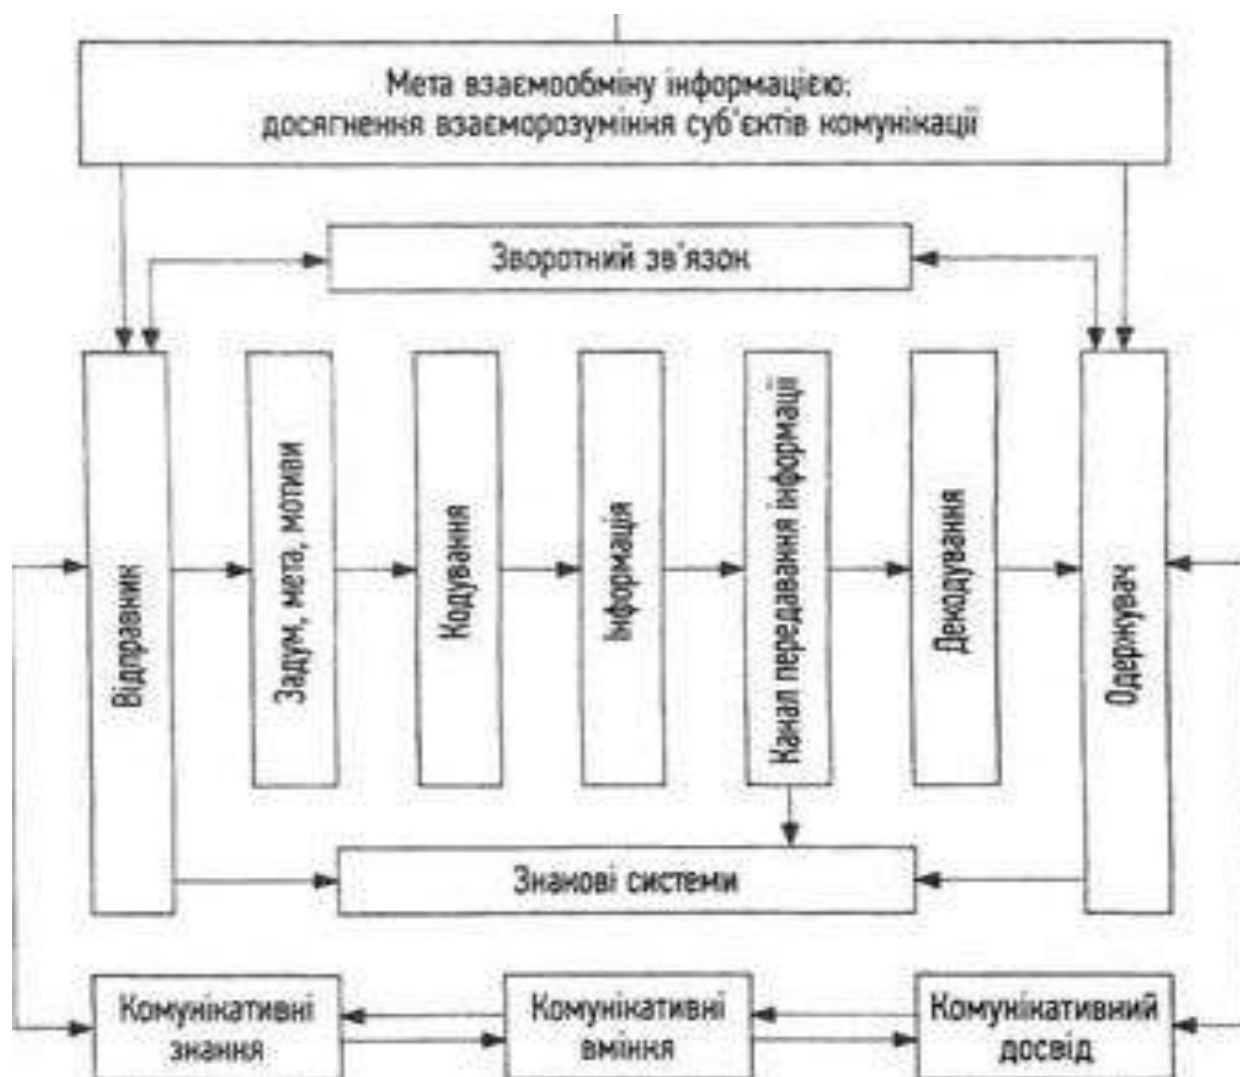 Мета взаємообміну інформацією:
досягнення взаєморозуміння суб'єктів комунікації
Зворотний зв'язок
Відправник
Задум, мета, мотиви
Кодування
Інформація
Канал передавання інформації
Декодування
Одержувач
Знакові системи
Комунікативні
знання
Комунікативні
вміння
Комунікативний
досвід